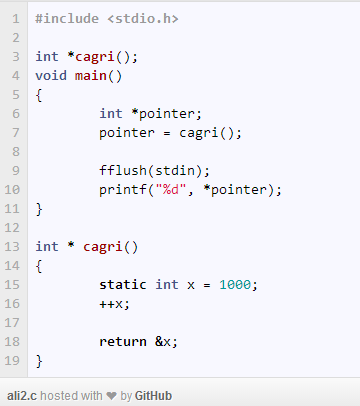 1 #include <stdio.h>
2
3 int *cagri();
4 void main()
5 {
6         int *pointer;
7         pointer = cagri();
8
9         fflush(stdin);
10         printf("%d", *pointer);
11 }
12
13 int * cagri()
14 {
15         static int x = 1000;
16         ++x;
17
18         return &x;
19 }
ali2.c hosted with ❤ by GitHub